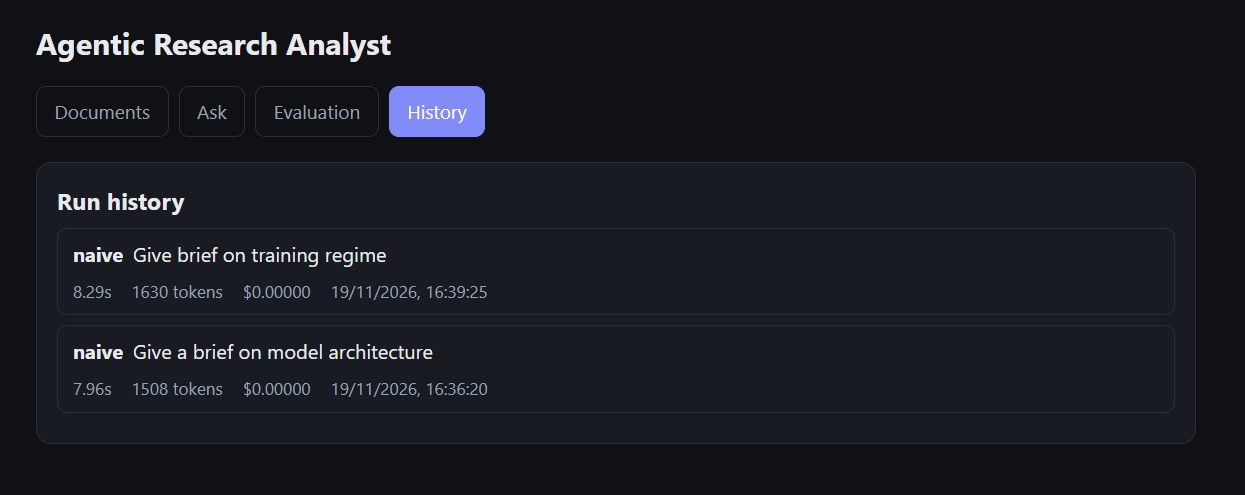 Agentic Research Analyst
Documents Ask Evaluation History
Run history
naive Give brief on training regime
8.29s 1630 tokens $0.00000 19/11/2026, 16:39:25
naive Give a brief on model architecture
7.96s 1508 tokens $0.00000 19/11/2026, 16:36:20